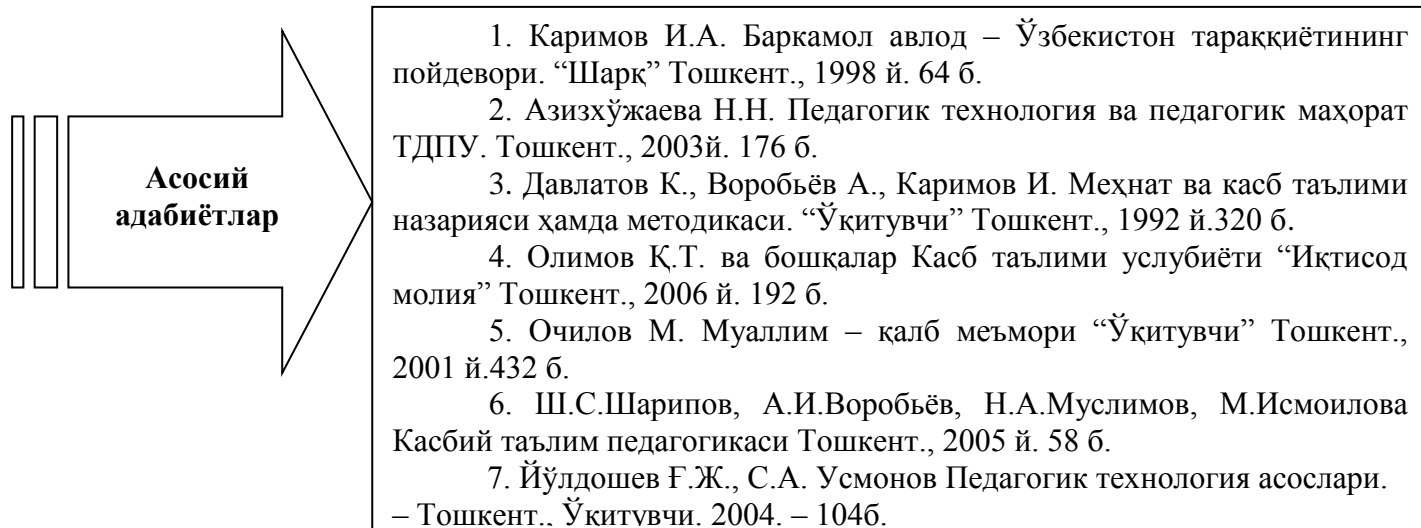 Асосий
адабиётлар
1. Каримов И.А. Баркамол авлод – Ўзбекистон тараққиётининг
пойдевори. “Шарқ” Тошкент., 1998 й. 64 б.
2. Азизхўжаева Н.Н. Педагогик технология ва педагогик маҳорат
ТДПУ. Тошкент., 2003й. 176 б.
3. Давлатов К., Воробьёв А., Каримов И. Меҳнат ва касб таълими
назарияси ҳамда методикаси. “Ўқитувчи” Тошкент., 1992 й.320 б.
4. Олимов Қ.Т. ва бошқалар Касб таълими услубиёти “Иқтисод
молия” Тошкент., 2006 й. 192 б.
5. Очилов М. Муаллим – қалб меъмори “Ўқитувчи” Тошкент.,
2001 й.432 б.
6. Ш.С.Шарипов, А.И.Воробьёв, Н.А.Муслимов, М.Исмоилова
Касбий таълим педагогикаси Тошкент., 2005 й. 58 б.
7. Йўлдошев Ғ.Ж., С.А. Усмонов Педагогик технология асослари.
– Тошкент., Ўқитувчи. 2004. – 104б.